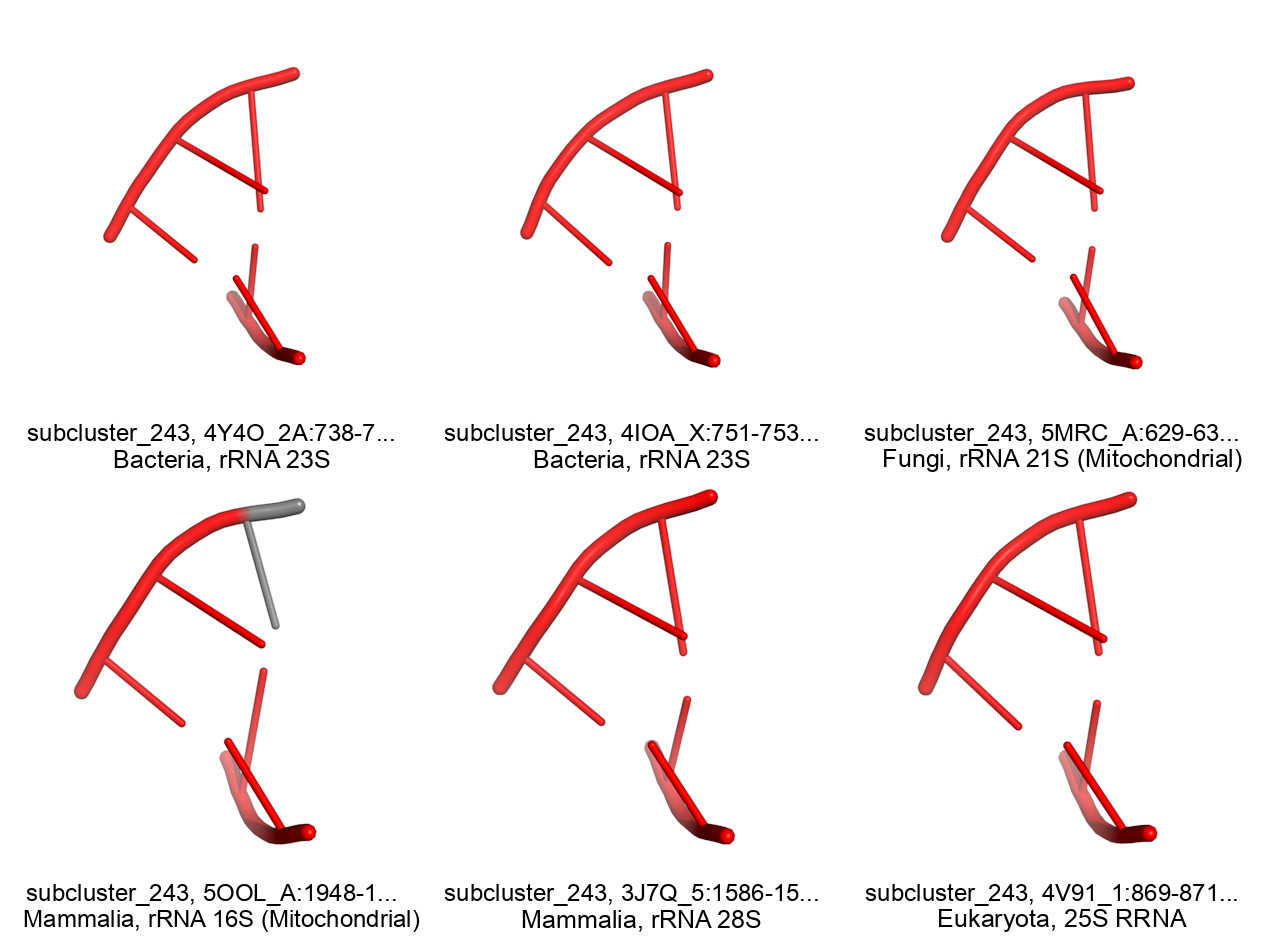 subcluster_243, 4Y4O_2A:738-7...
Bacteria, rRNA 23S
subcluster_243, 4IOA_X:751-753...
Bacteria, rRNA 23S
subcluster_243, 5MRC_A:629-63...
Fungi, rRNA 21S (Mitochondrial)
subcluster_243, 5OOL_A:1948-1...
Mammalia, rRNA 16S (Mitochondrial)
subcluster_243, 3J7Q_5:1586-15...
Mammalia, rRNA 28S
subcluster_243, 4V91_1:869-871...
Eukaryota, 25S RRNA